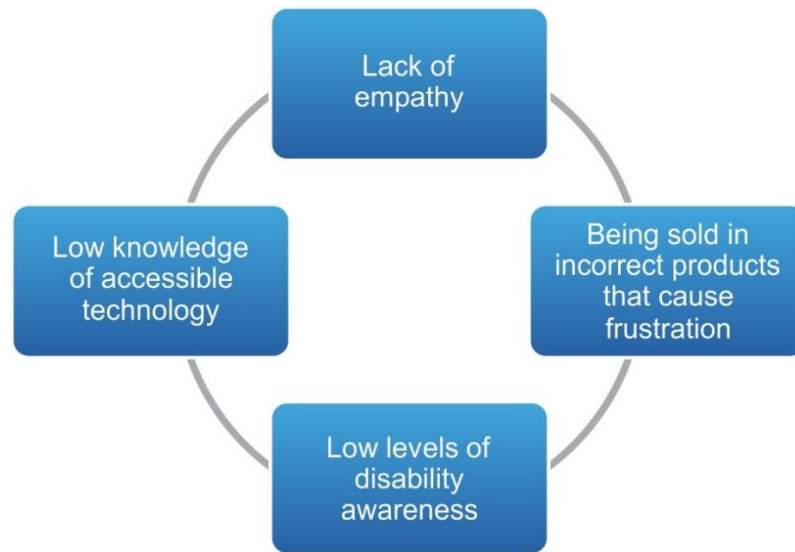 Lack of
empathy
Being sold in
incorrect products
that cause
frustration
Low levels of
disability
awareness
Low knowledge
of accessible
technology